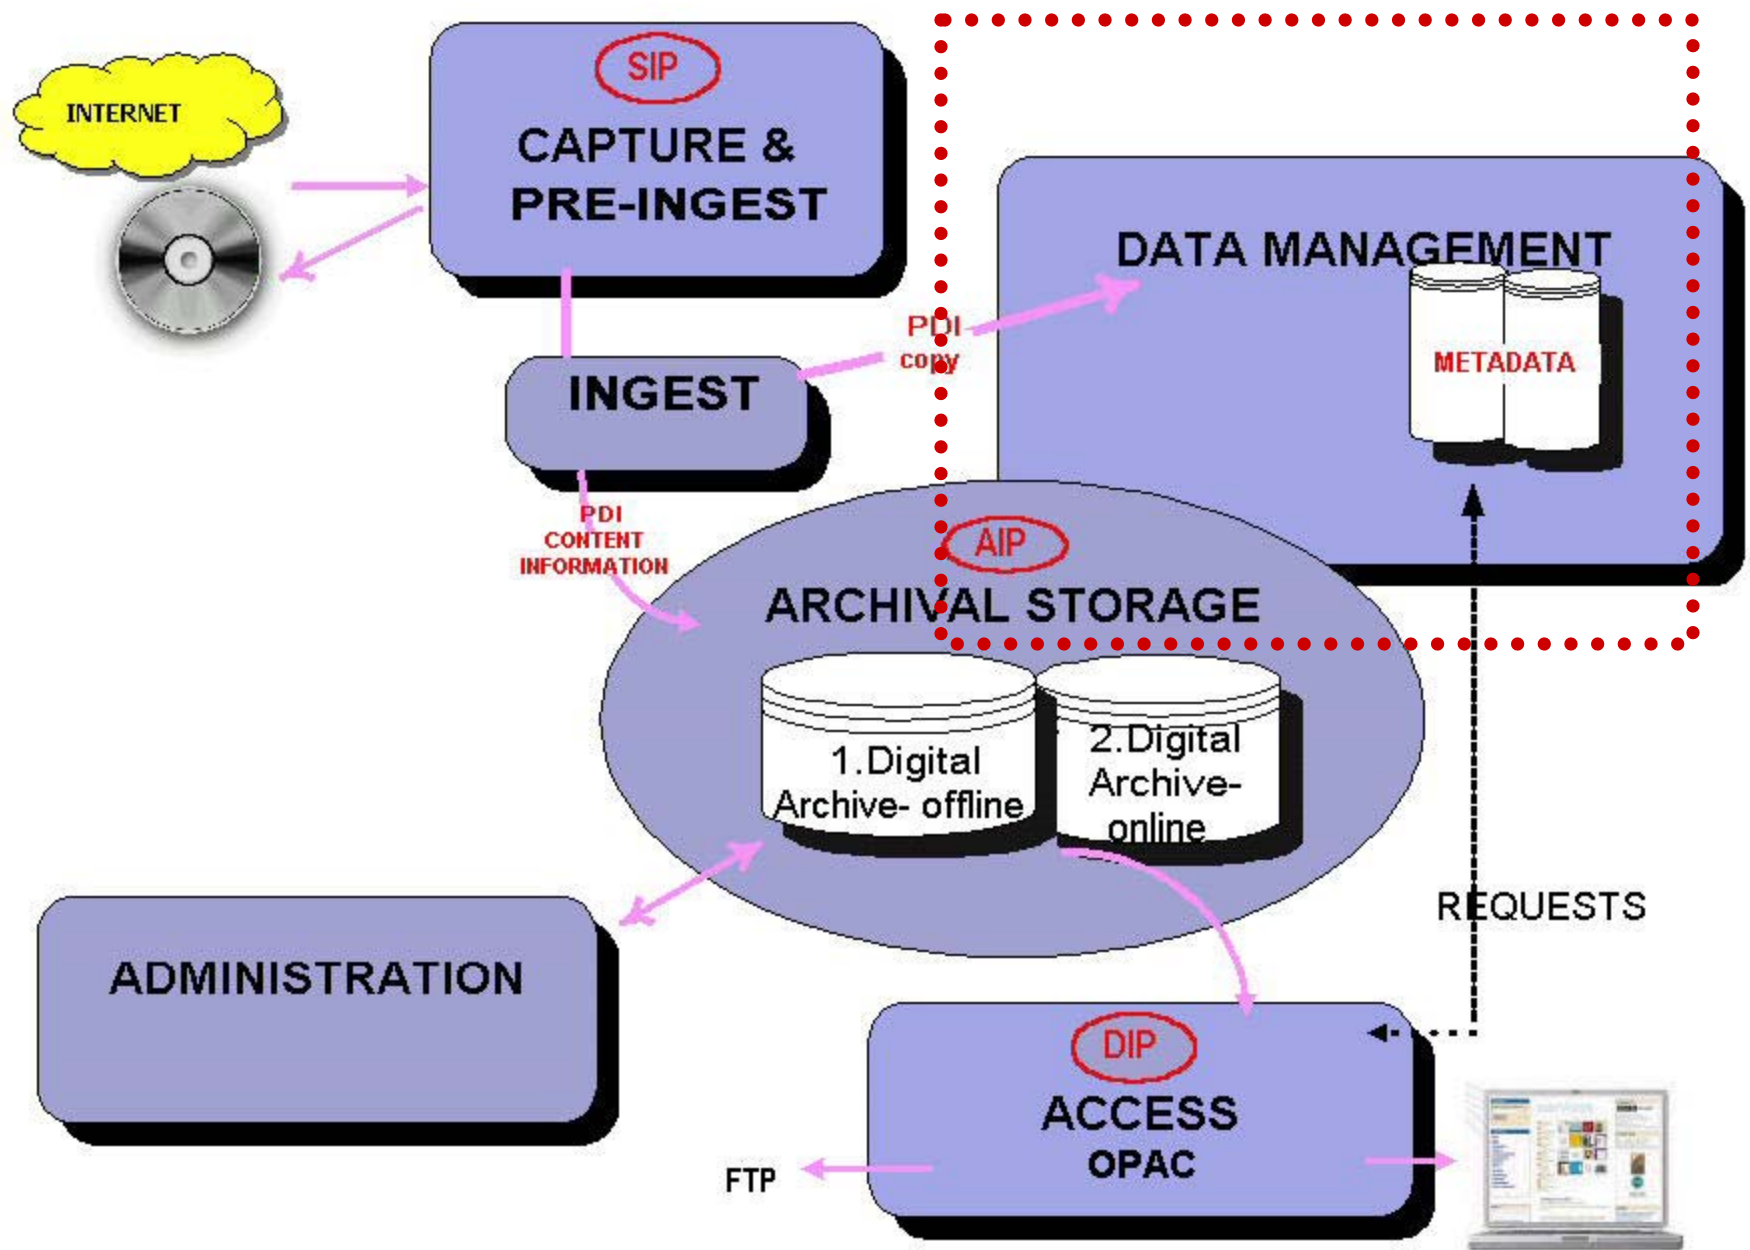 SIP
CAPTURE &
PRE-INGEST
INTERNET
DATA MANAGEMENT
METADATA
PDI
copy
INGEST
PDI
CONTENT
INFORMATION
AIP
ARCHIVAL STORAGE
1.Digital
Archive- offline
2.Digital
Archive-
online
REQUESTS
ADMINISTRATION
DIP
ACCESS
OPAC
FTP